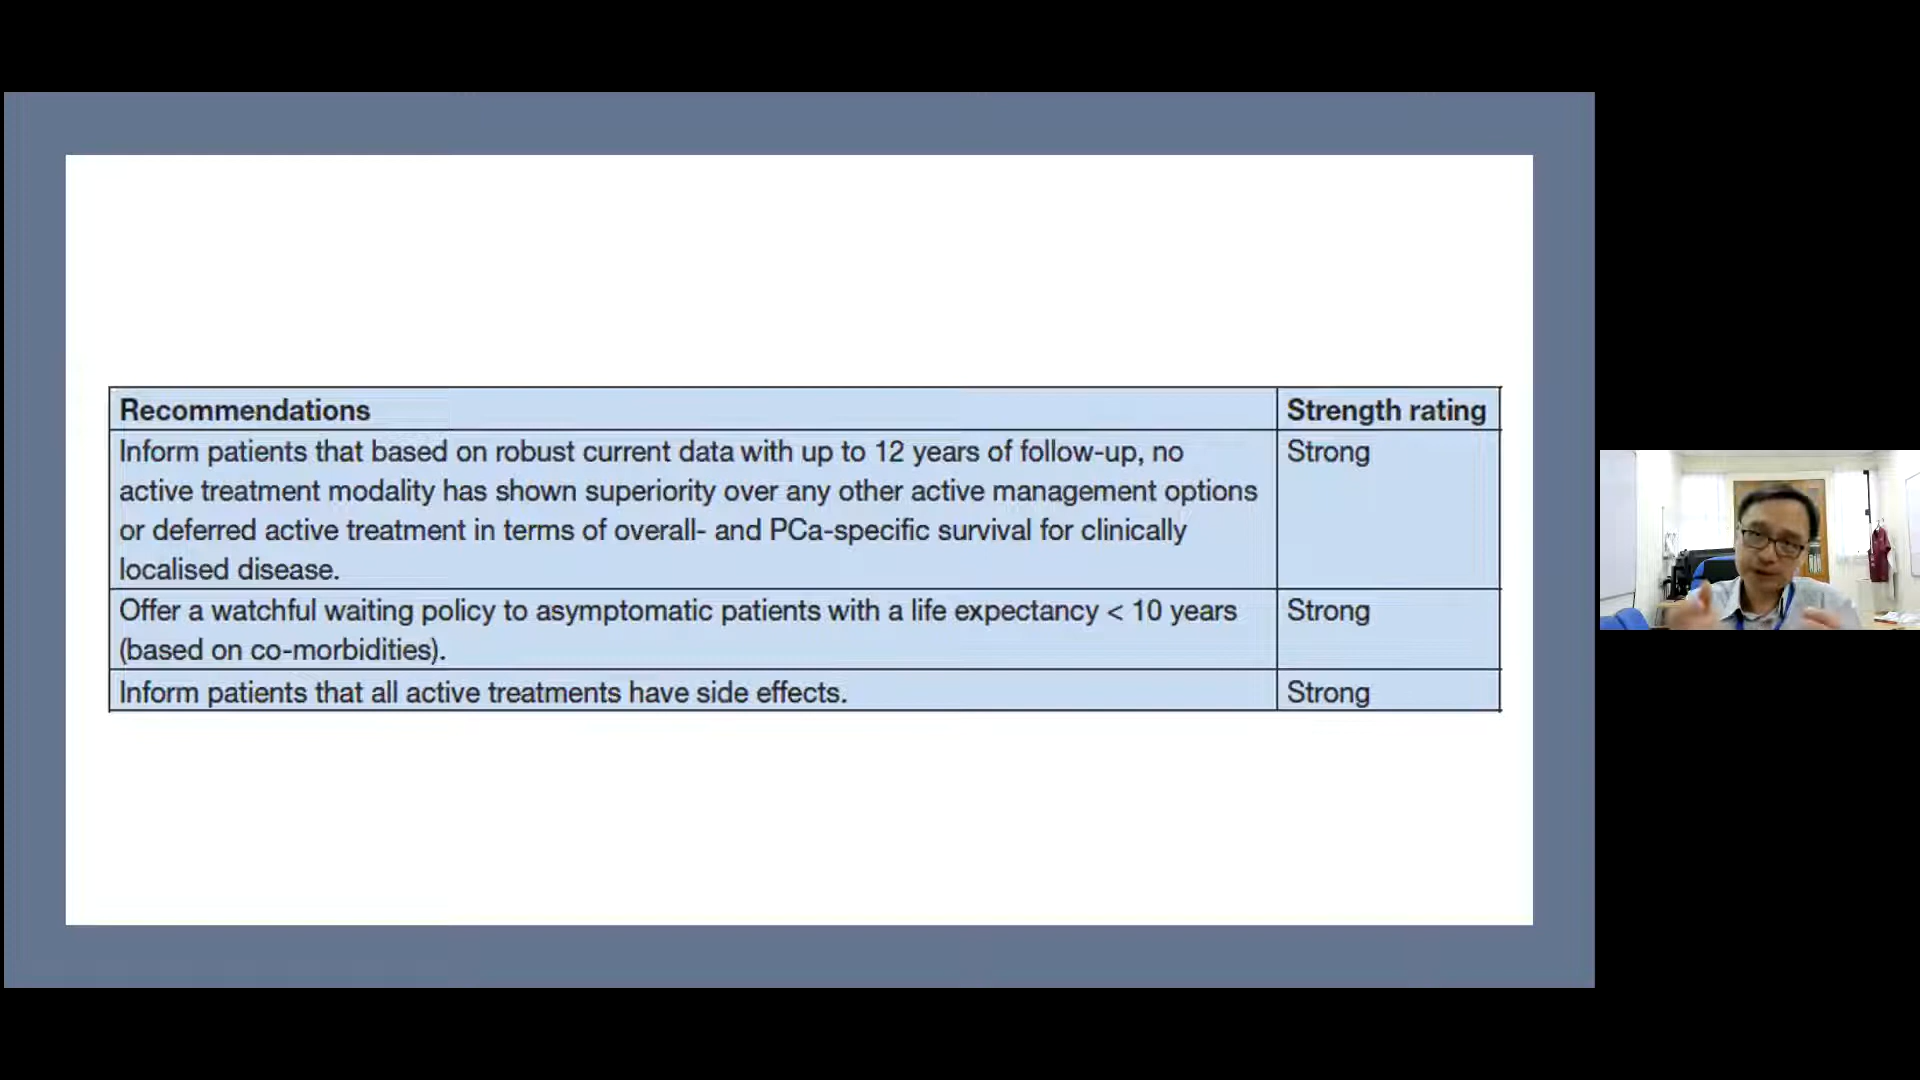 Recommendations
Strength rating
Inform patients that based on robust current data with up to 12 years of follow-up, no
active treatment modality has shown superiority over any other active management options
or deferred active treatment in terms of overall- and PCa-specific survival for clinically
localised disease.
Strong
Offer a watchful waiting policy to asymptomatic patients with a life expectancy < 10 years
(based on co-morbidities).
Strong
Inform patients that all active treatments have side effects.
Strong